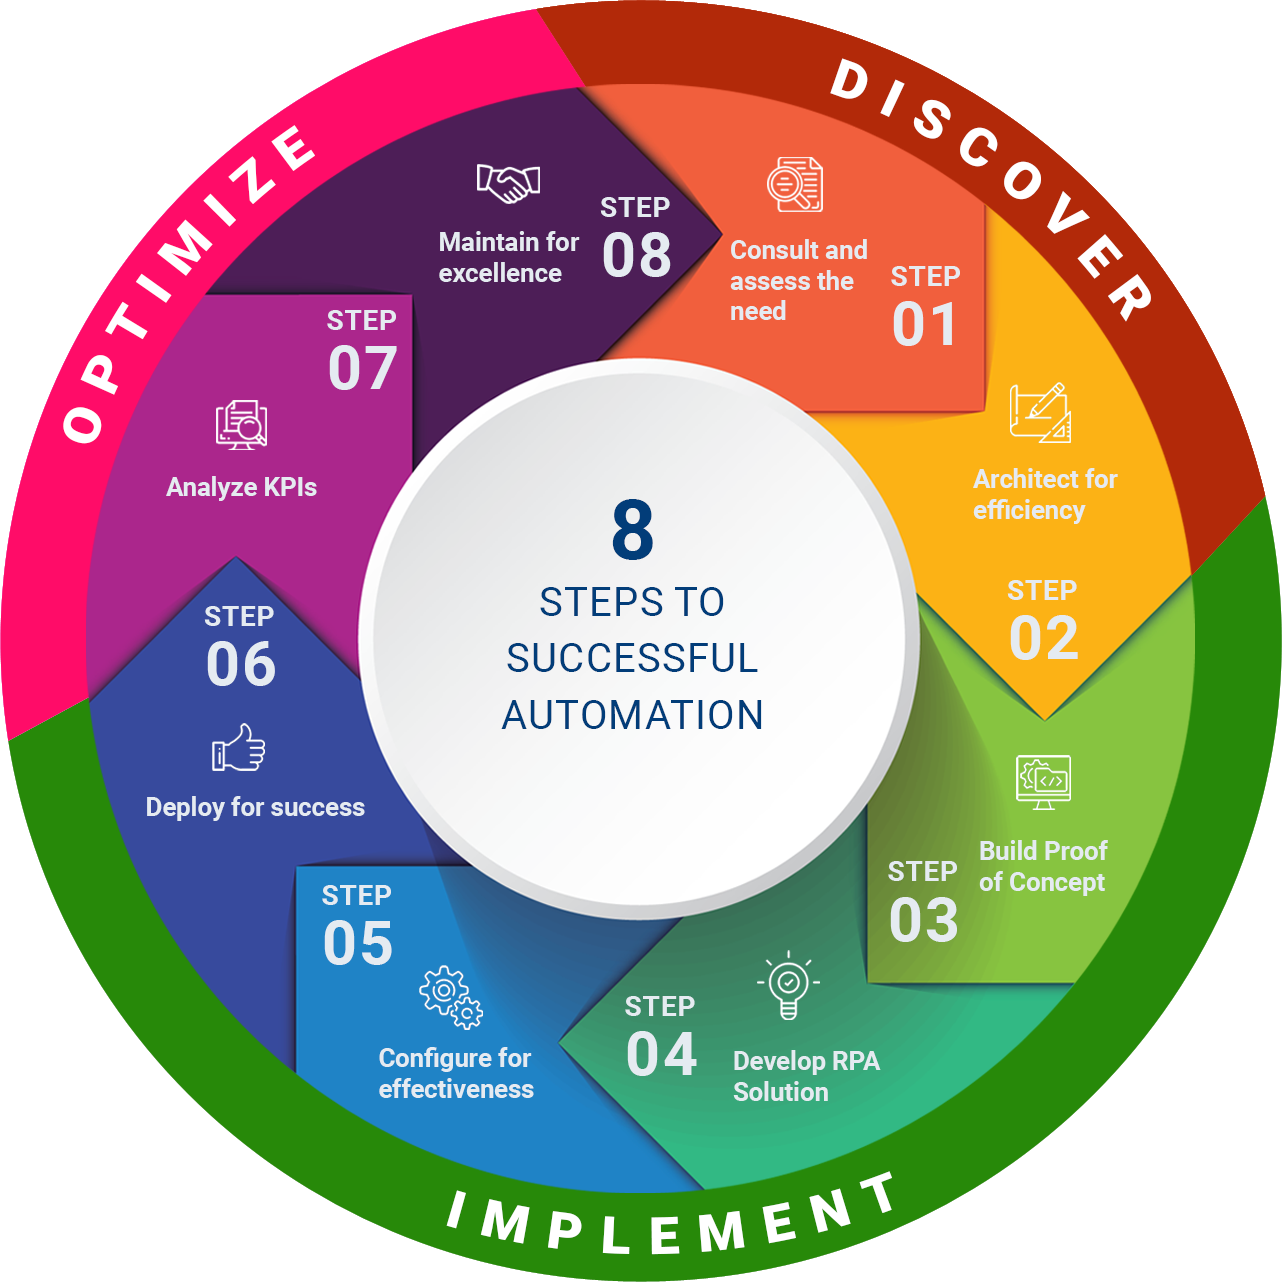 8
STEPS TO
SUCCESSFUL
AUTOMATION
DISCOVER
STEP
01
Consult and
assess the
need
STEP
02
Architect for
efficiency
IMPLEMENT
STEP
03
Build Proof
of Concept
STEP
04
Develop RPA
Solution
STEP
05
Configure for
effectiveness
STEP
06
Deploy for success
OPTIMIZE
STEP
07
Analyze KPIs
STEP
08
Maintain for
excellence